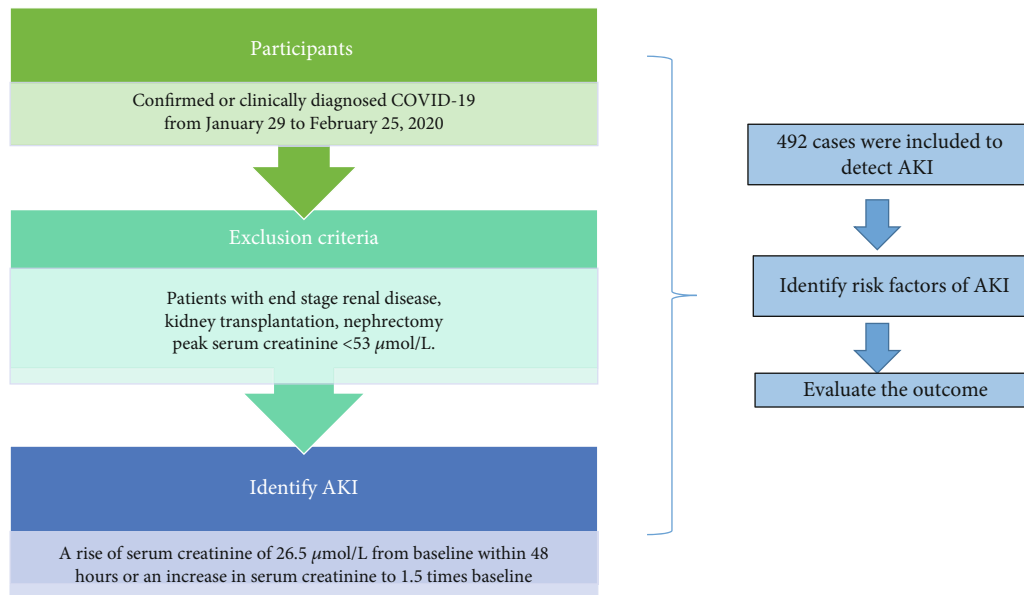 Participants
Confirmed or clinically diagnosed COVID-19
from January 29 to February 25, 2020
Exclusion criteria
Patients with end stage renal disease,
kidney transplantation, nephrectomy
peak serum creatinine <53 μmol/L.
Identify AKI
A rise of serum creatinine of 26.5 μmol/L from baseline within 48
hours or an increase in serum creatinine to 1.5 times baseline
492 cases were included to
detect AKI
Identify risk factors of AKI
Evaluate the outcome